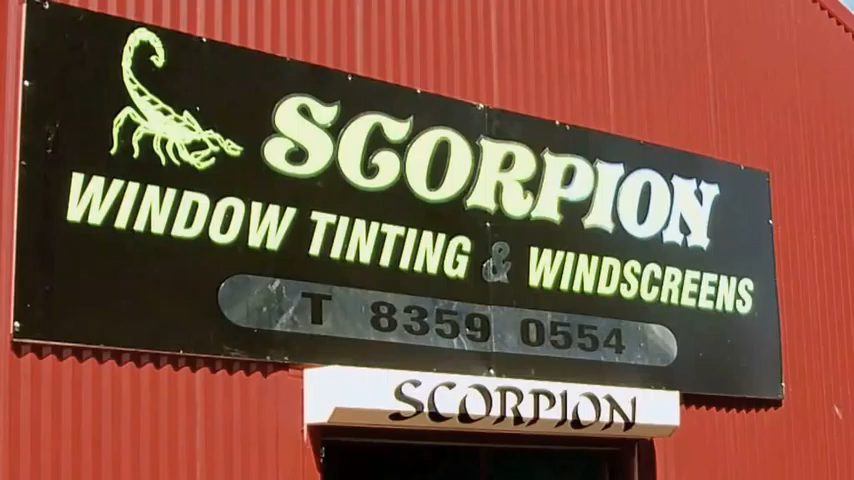 SCORPION
WINDOW TINTING & WINDSCREENS
T 8359 0554
SCORPION